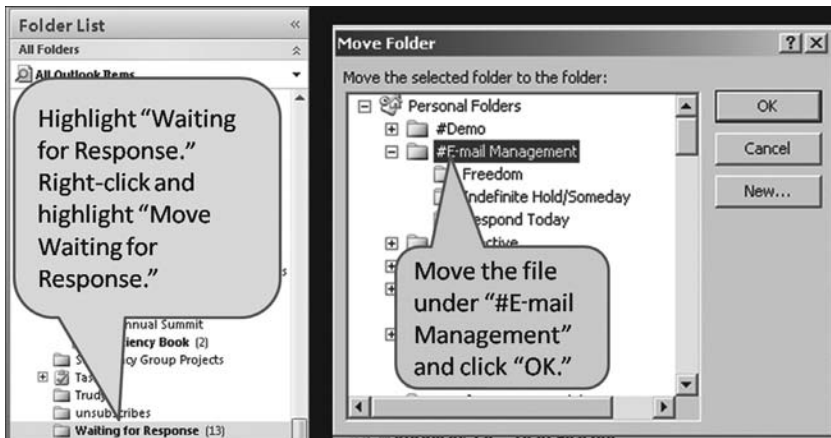 Folder List «
All Folders
All Outlook Items
Highlight “Waiting
for Response.”
Right-click and
highlight “Move
Waiting for
Response.”
nnual Summit
iency Book (2)
cy Group Projects
Tas
Trudy
unsubscribes
Waiting for Response (13)
Move Folder
Move the selected folder to the folder:
Personal Folders
#Demo
#E-mail Management
Freedom
Indefinite Hold/Someday
espond Today
ctive
Move the file
under “#E-mail
Management”
and click “OK.”
OK
Cancel
New...